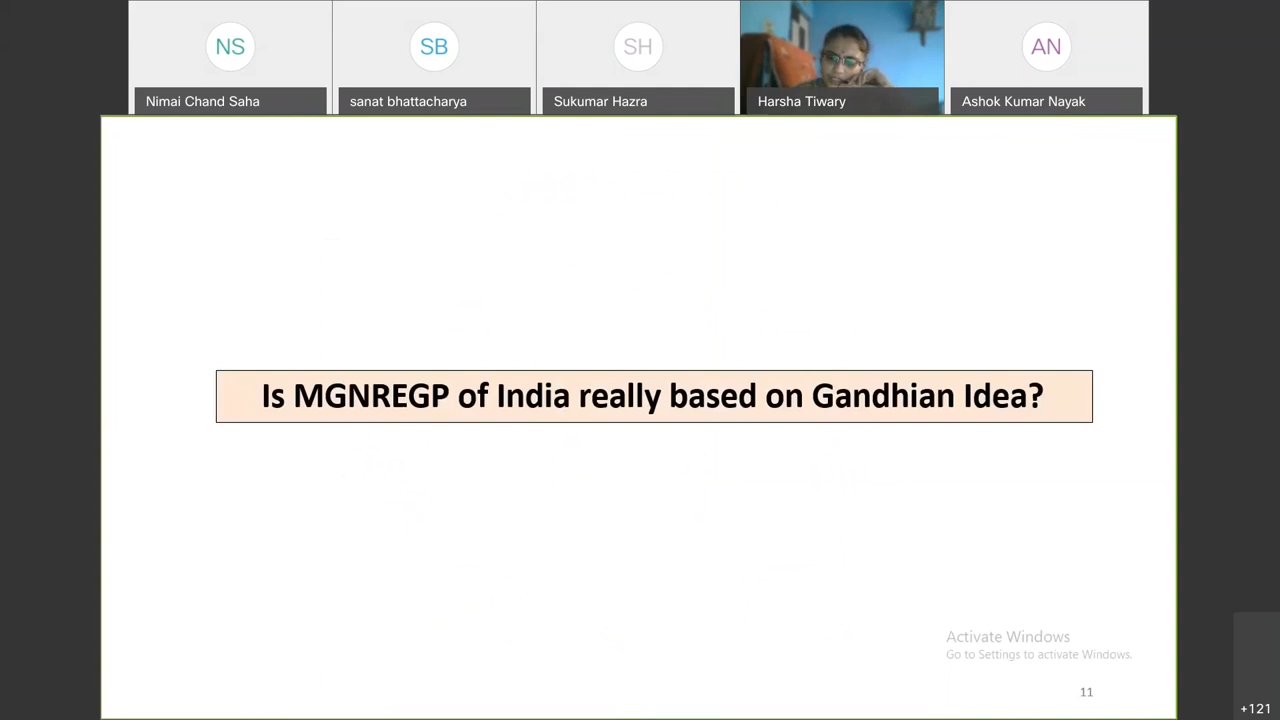 NS
SB
SH
AN
Nimai Chand Saha
sanat bhattacharya
Sukumar Hazra
Harsha Tiwary
Ashok Kumar Nayak
Is MGNREGP of India really based on Gandhian Idea?
Activate Windows
Go to Settings to activate Windows.
11
+121